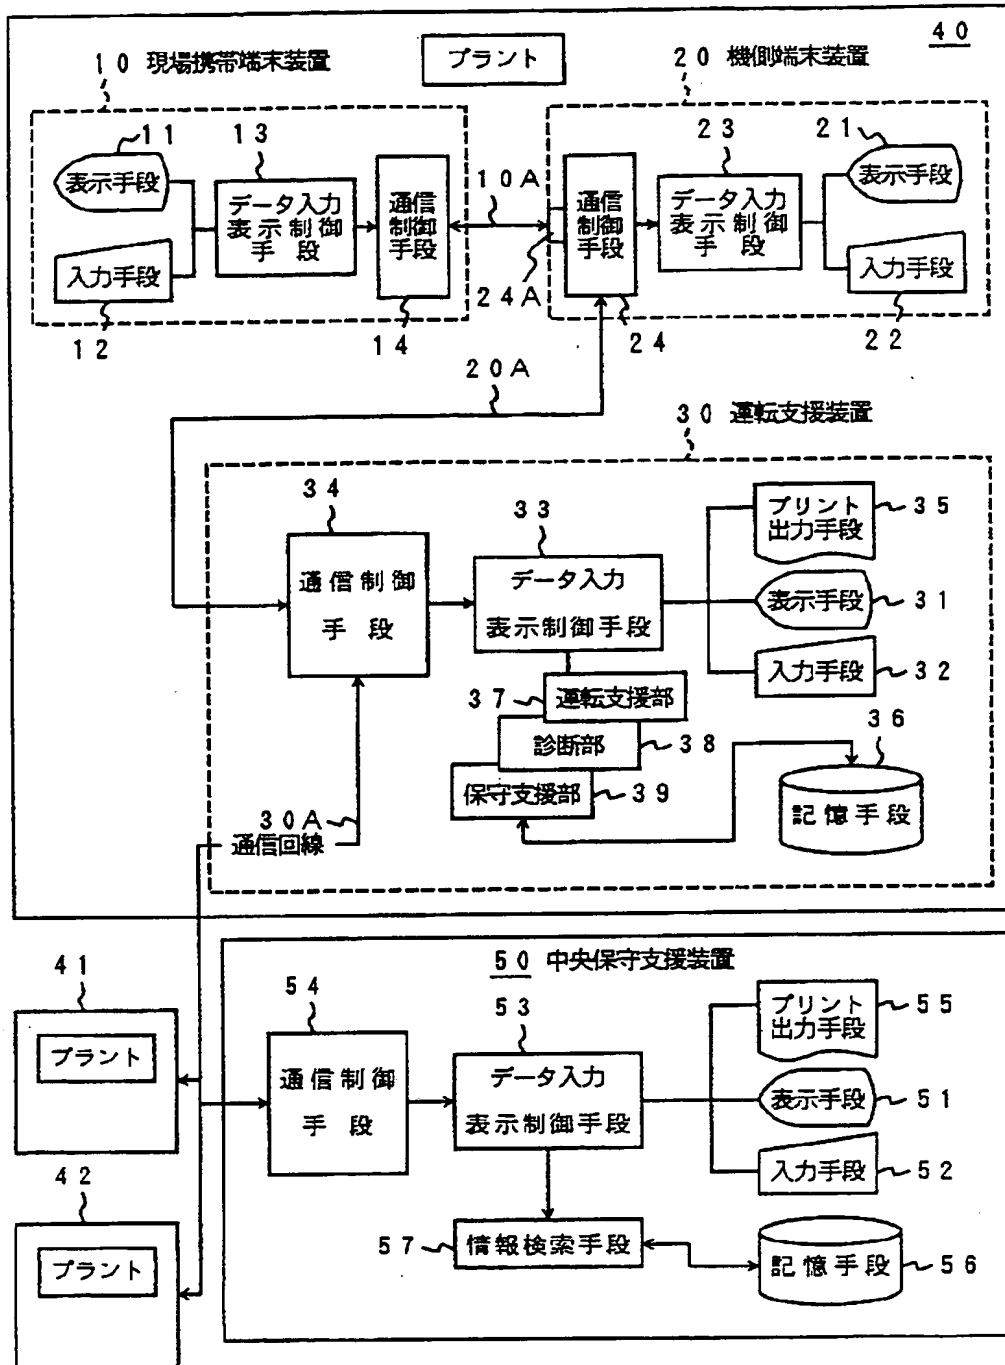 40
プラント
10 現場携帯端末装置
20 機側端末装置
11
13
表示手段
データ入力
表示制御
手段
通信
制御
手段
入力手段
12
14
10A
24A
23
21
通信
制御
手段
データ入力
表示制御
手段
表示手段
入力手段
24
22
20A
30 運転支援装置
34
通信制御
手段
33
データ入力
表示制御手段
プリント
出力手段
35
表示手段
31
入力手段
32
37
運転支援部
診断部
38
保守支援部
39
36
記憶手段
30A
通信回線
41
プラント
42
プラント
50 中央保守支援装置
54
通信制御
手段
53
データ入力
表示制御手段
プリント
出力手段
55
表示手段
51
入力手段
52
57
情報検索手段
記憶手段
56